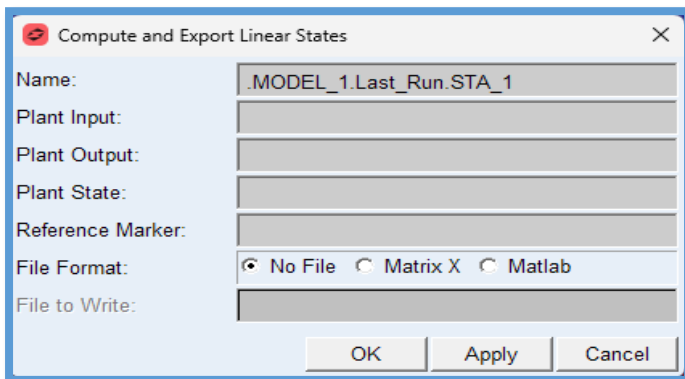 Compute and Export Linear States
Name: .MODEL_1.Last_Run.STA_1
Plant Input:
Plant Output:
Plant State:
Reference Marker:
File Format: No File Matrix X Matlab
File to Write:
OK Apply Cancel